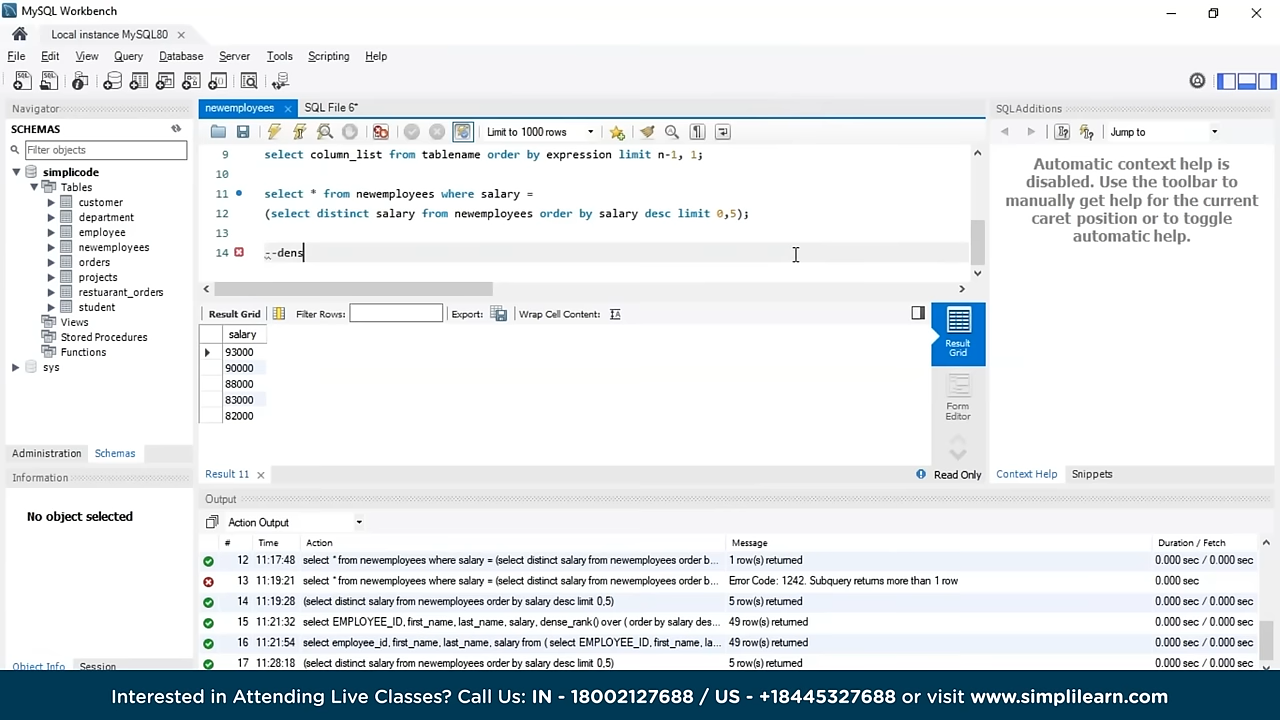 MySQL Workbench
Local instance MySQL80
File Edit View Query Database Server Tools Scripting Help
Navigator
SCHEMAS
Filter objects
simplicode
Tables
customer
department
employee
newemployees
orders
projects
restuarant_orders
student
Views
Stored Procedures
Functions
sys
Administration Schemas
Information
No object selected
Object Info Session
newemployees SQL File 6*
Limit to 1000 rows
9 select column_list from tablename order by expression limit n-1, 1;
10
11 select * from newemployees where salary =
12 (select distinct salary from newemployees order by salary desc limit 0,5);
13
14 --dens
Result Grid Filter Rows: Export: Wrap Cell Content:
salary
93000
90000
88000
83000
82000
Result Grid
Form Editor
Result 11
Read Only
SQLAdditions
Jump to
Automatic context help is
disabled. Use the toolbar to
manually get help for the current
caret position or to toggle
automatic help.
Context Help Snippets
Output
Action Output
# Time Action Message Duration / Fetch
12 11:17:48 select * from newemployees where salary = (select distinct salary from newemployees order b... 1 row(s) returned 0.000 sec / 0.000 sec
13 11:19:21 select * from newemployees where salary = (select distinct salary from newemployees order b... Error Code: 1242. Subquery returns more than 1 row 0.000 sec
14 11:19:28 (select distinct salary from newemployees order by salary desc limit 0,5) 5 row(s) returned 0.000 sec / 0.000 sec
15 11:21:32 select EMPLOYEE_ID, first_name, last_name, salary, dense_rank() over ( order by salary des... 49 row(s) returned 0.000 sec / 0.000 sec
16 11:21:54 select employee_id, first_name, last_name, salary from ( select EMPLOYEE_ID, first_name, la... 49 row(s) returned 0.000 sec / 0.000 sec
17 11:28:18 (select distinct salary from newemployees order by salary desc limit 0,5) 5 row(s) returned 0.000 sec / 0.000 sec
Interested in Attending Live Classes? Call Us: IN - 18002127688 / US - +18445327688 or visit www.simplilearn.com